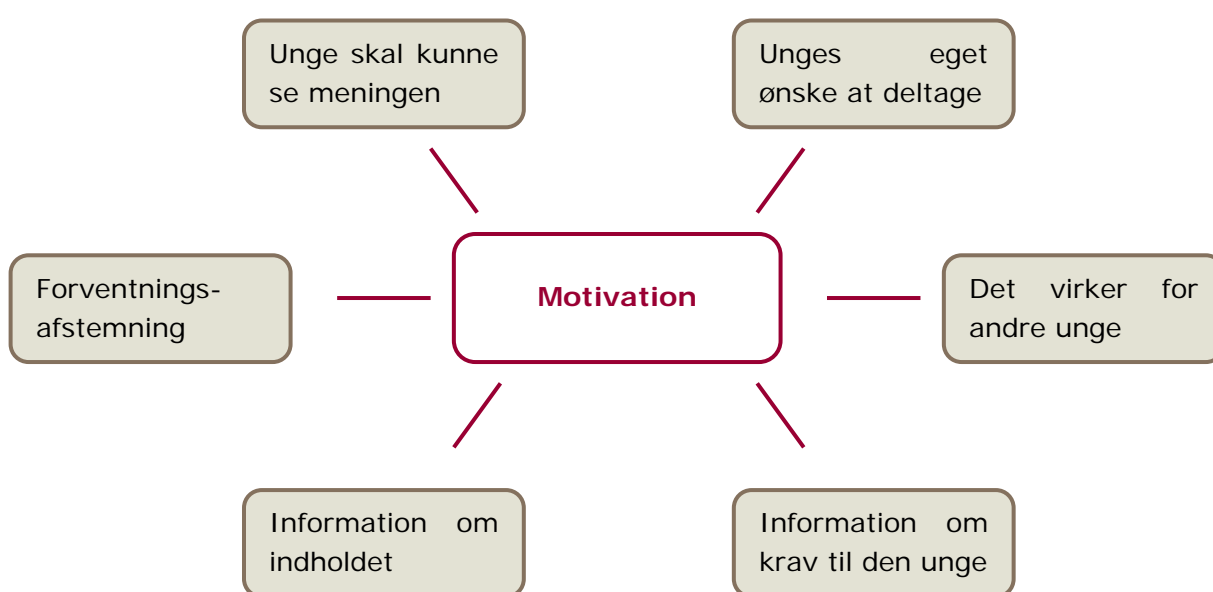 Unge skal kunne
se meningen
Unges eget
ønske at deltage
Forventnings-
afstemning
Motivation
Det virker for
andre unge
Information om
indholdet
Information om
krav til den unge